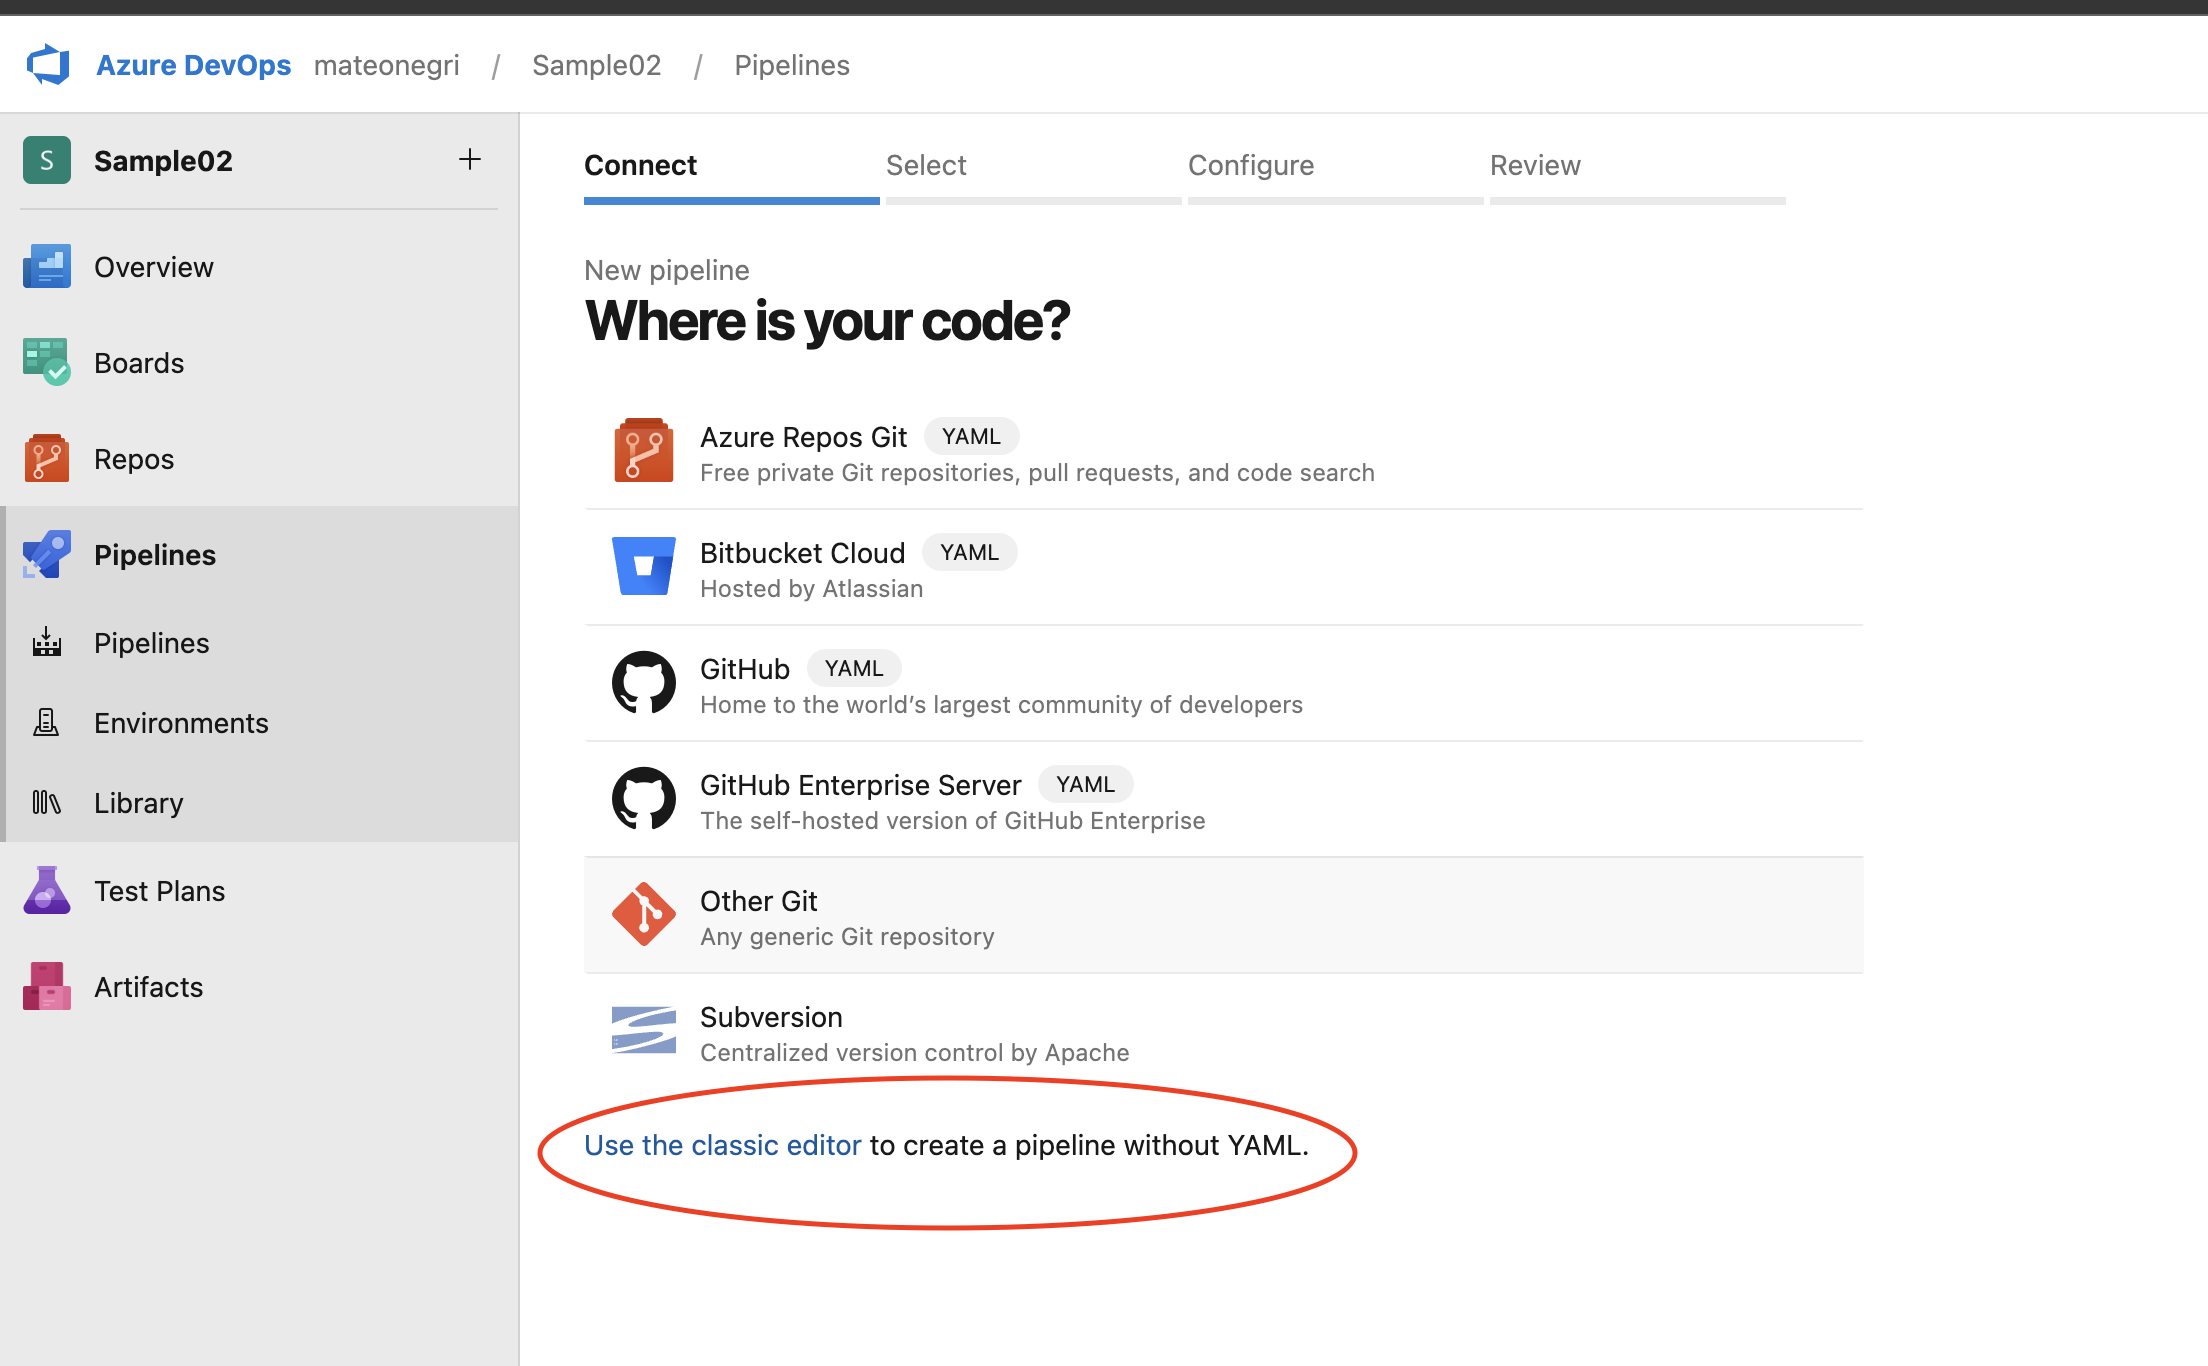 Azure DevOps mateonegri / Sample02 / Pipelines
S Sample02 +
Overview
Boards
Repos
Pipelines
Pipelines
Environments
Library
Test Plans
Artifacts
Connect Select Configure Review
New pipeline
Where is your code?
Azure Repos Git YAML
Free private Git repositories, pull requests, and code search
Bitbucket Cloud YAML
Hosted by Atlassian
GitHub YAML
Home to the world’s largest community of developers
GitHub Enterprise Server YAML
The self-hosted version of GitHub Enterprise
Other Git
Any generic Git repository
Subversion
Centralized version control by Apache
Use the classic editor to create a pipeline without YAML.